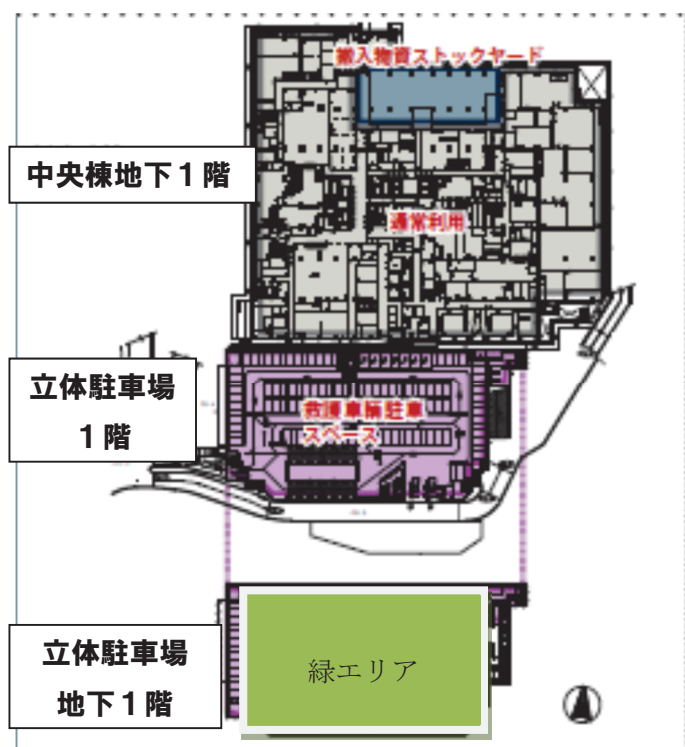 搬入物資ストックヤード
中央棟地下１階
通常利用
立体駐車場
１階
救護車輛駐車
スペース
立体駐車場
地下１階
緑エリア